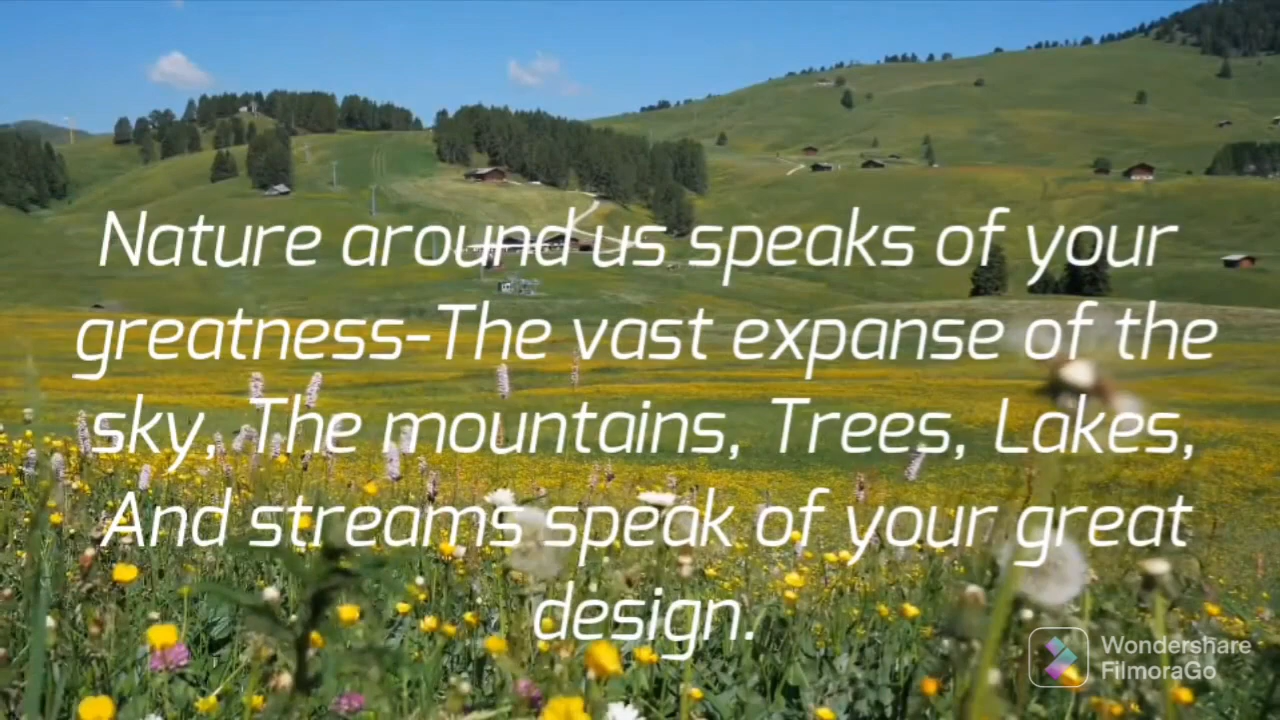 Nature around us speaks of your
greatness-The vast expanse of the
sky, The mountains, Trees, Lakes,
And streams speak of your great
design.
Wondershare
FilmoraGo